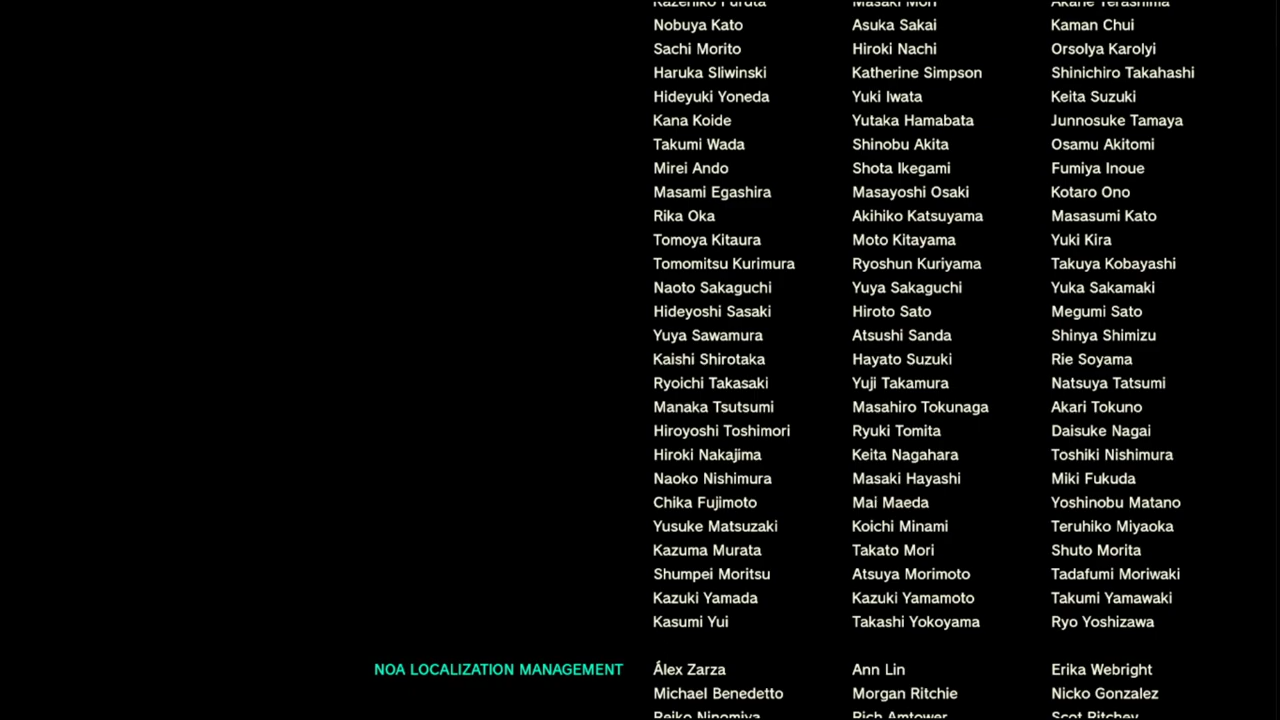 Nobuya Kato Asuka Sakai Kaman Chui
Sachi Morito Hiroki Nachi Orsolya Karolyi
Haruka Sliwinski Katherine Simpson Shinichiro Takahashi
Hideyuki Yoneda Yuki Iwata Keita Suzuki
Kana Koide Yutaka Hamabata Junnosuke Tamaya
Takumi Wada Shinobu Akita Osamu Akitomi
Mirei Ando Shota Ikegami Fumiya Inoue
Masami Egashira Masayoshi Osaki Kotaro Ono
Rika Oka Akihiko Katsuyama Masasumi Kato
Tomoya Kitaura Moto Kitayama Yuki Kira
Tomomitsu Kurimura Ryoshun Kuriyama Takuya Kobayashi
Naoto Sakaguchi Yuya Sakaguchi Yuka Sakamaki
Hideyoshi Sasaki Hiroto Sato Megumi Sato
Yuya Sawamura Atsushi Sanda Shinya Shimizu
Kaishi Shirotaka Hayato Suzuki Rie Soyama
Ryoichi Takasaki Yuji Takamura Natsuya Tatsumi
Manaka Tsutsumi Masahiro Tokunaga Akari Tokuno
Hiroyoshi Toshimori Ryuki Tomita Daisuke Nagai
Hiroki Nakajima Keita Nagahara Toshiki Nishimura
Naoko Nishimura Masaki Hayashi Miki Fukuda
Chika Fujimoto Mai Maeda Yoshinobu Matano
Yusuke Matsuzaki Koichi Minami Teruhiko Miyaoka
Kazuma Murata Takato Mori Shuto Morita
Shumpei Moritsu Atsuya Morimoto Tadafumi Moriwaki
Kazuki Yamada Kazuki Yamamoto Takumi Yamawaki
Kasumi Yui Takashi Yokoyama Ryo Yoshizawa
NOA LOCALIZATION MANAGEMENT Álex Zarza Ann Lin Erika Webright
Michael Benedetto Morgan Ritchie Nicko Gonzalez
Reiko Ninomiya Rich Amtower Scot Ritchey